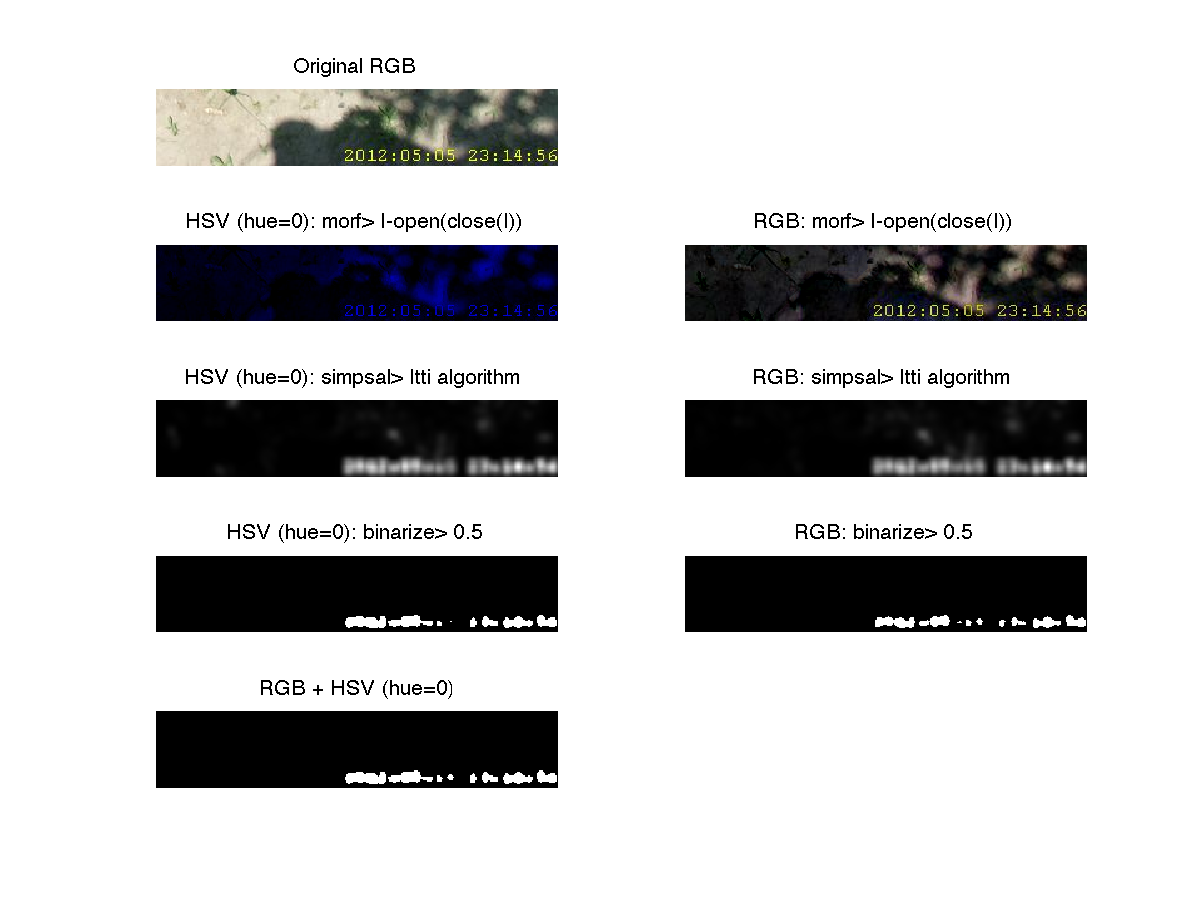 Original RGB
2012:05:05 23:14:56
HSV (hue=0): morf> I-open(close(I))
RGB: morf> I-open(close(I))
2012:05:05 23:14:56
2012:05:05 23:14:56
HSV (hue=0): simpsal> Itti algorithm
RGB: simpsal> Itti algorithm
HSV (hue=0): binarize> 0.5
RGB: binarize> 0.5
RGB + HSV (hue=0)